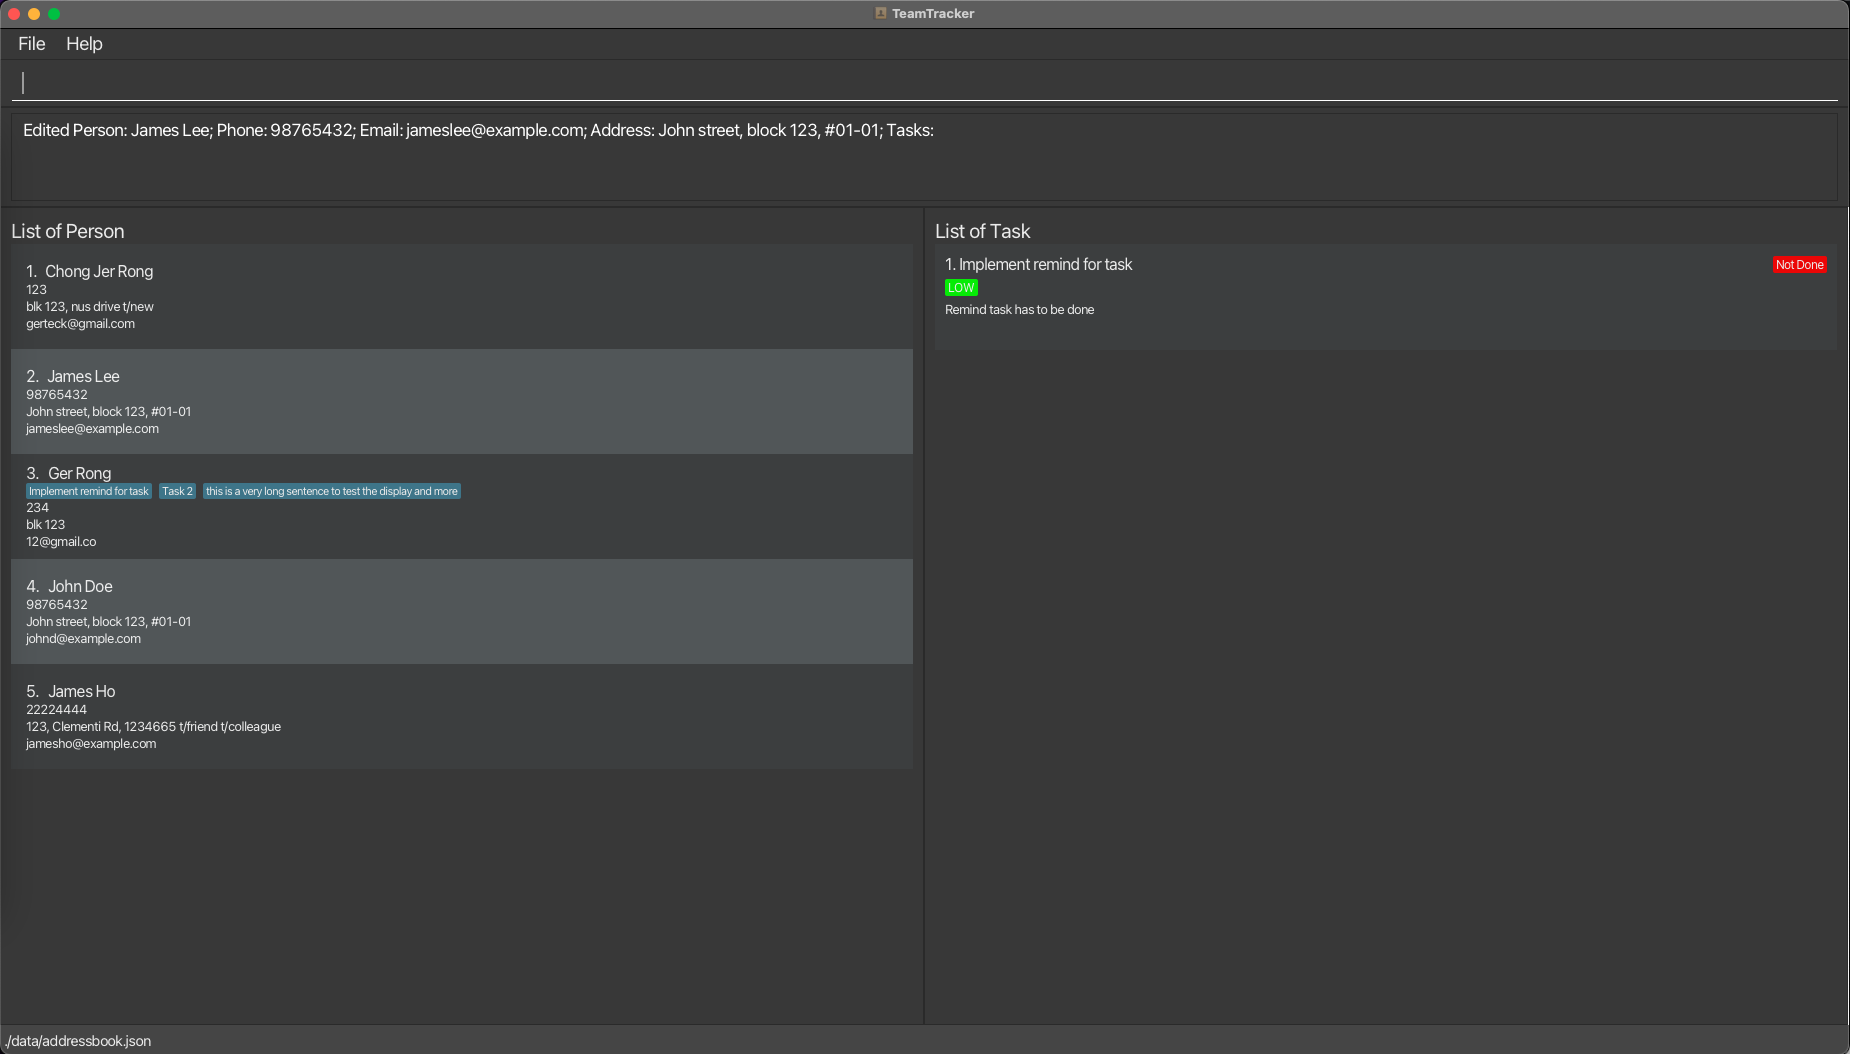 TeamTracker
File Help
Edited Person: James Lee; Phone: 98765432; Email: jameslee@example.com; Address: John street, block 123, #01-01; Tasks:
List of Person
1. Chong Jer Rong
123
blk 123, nus drive t/new
gerteck@gmail.com
2. James Lee
98765432
John street, block 123, #01-01
jameslee@example.com
3. Ger Rong
Implement remind for task Task 2 this is a very long sentence to test the display and more
234
blk 123
12@gmail.co
4. John Doe
98765432
John street, block 123, #01-01
johnd@example.com
5. James Ho
22224444
123, Clementi Rd, 1234665 t/friend t/colleague
jamesho@example.com
List of Task
1. Implement remind for task Not Done
LOW
Remind task has to be done
./data/addressbook.json